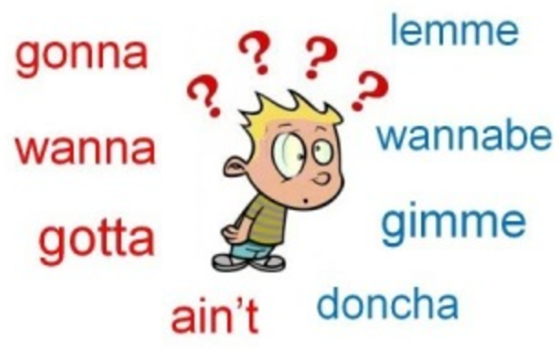 gonna
wanna
gotta
ain't
lemme
wannabe
gimme
doncha
? ? ? ?